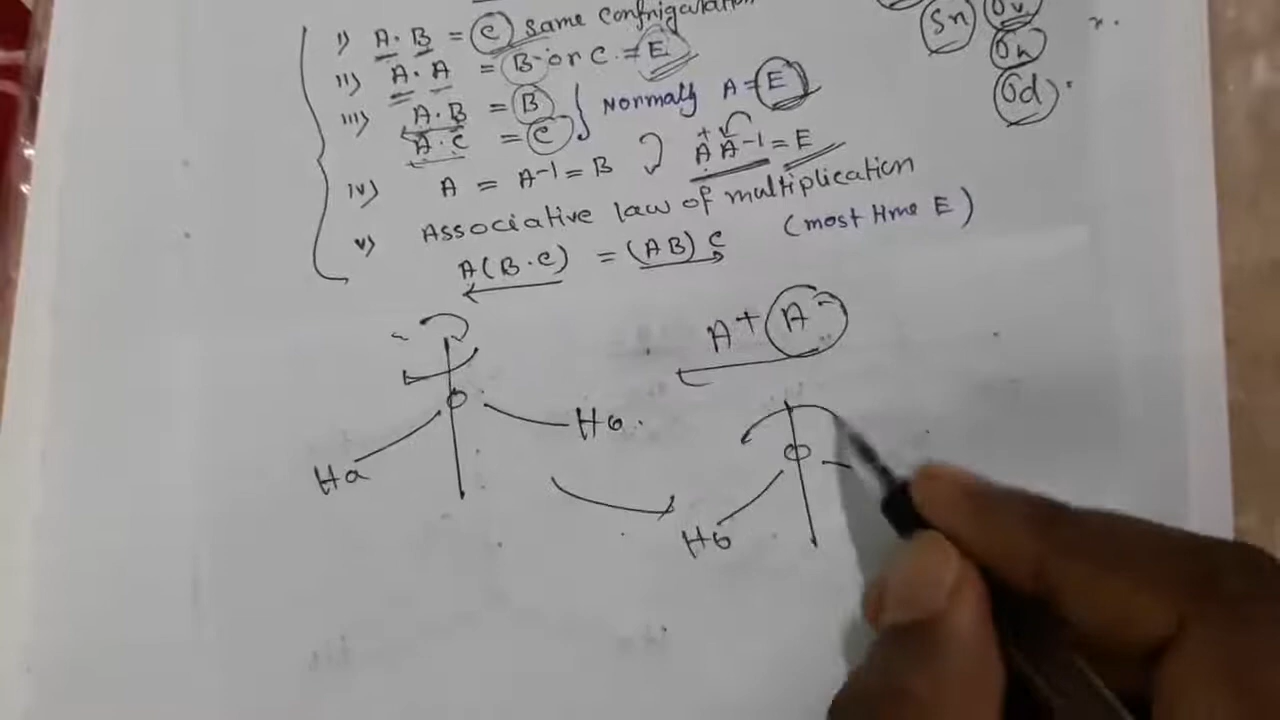 i) A · B = C same Confrigaration
ii) A · A = B or C = E
iii) A · B = B } Normally A = E
A · C = C
iv) A = A-1 = B } A+ A-1 = E
v) Associative law of multiplication
A(B·C) = (AB) C (most time E)
Sn σv
σh
σd
A+ A-
O
Ha Hb
O
Hb